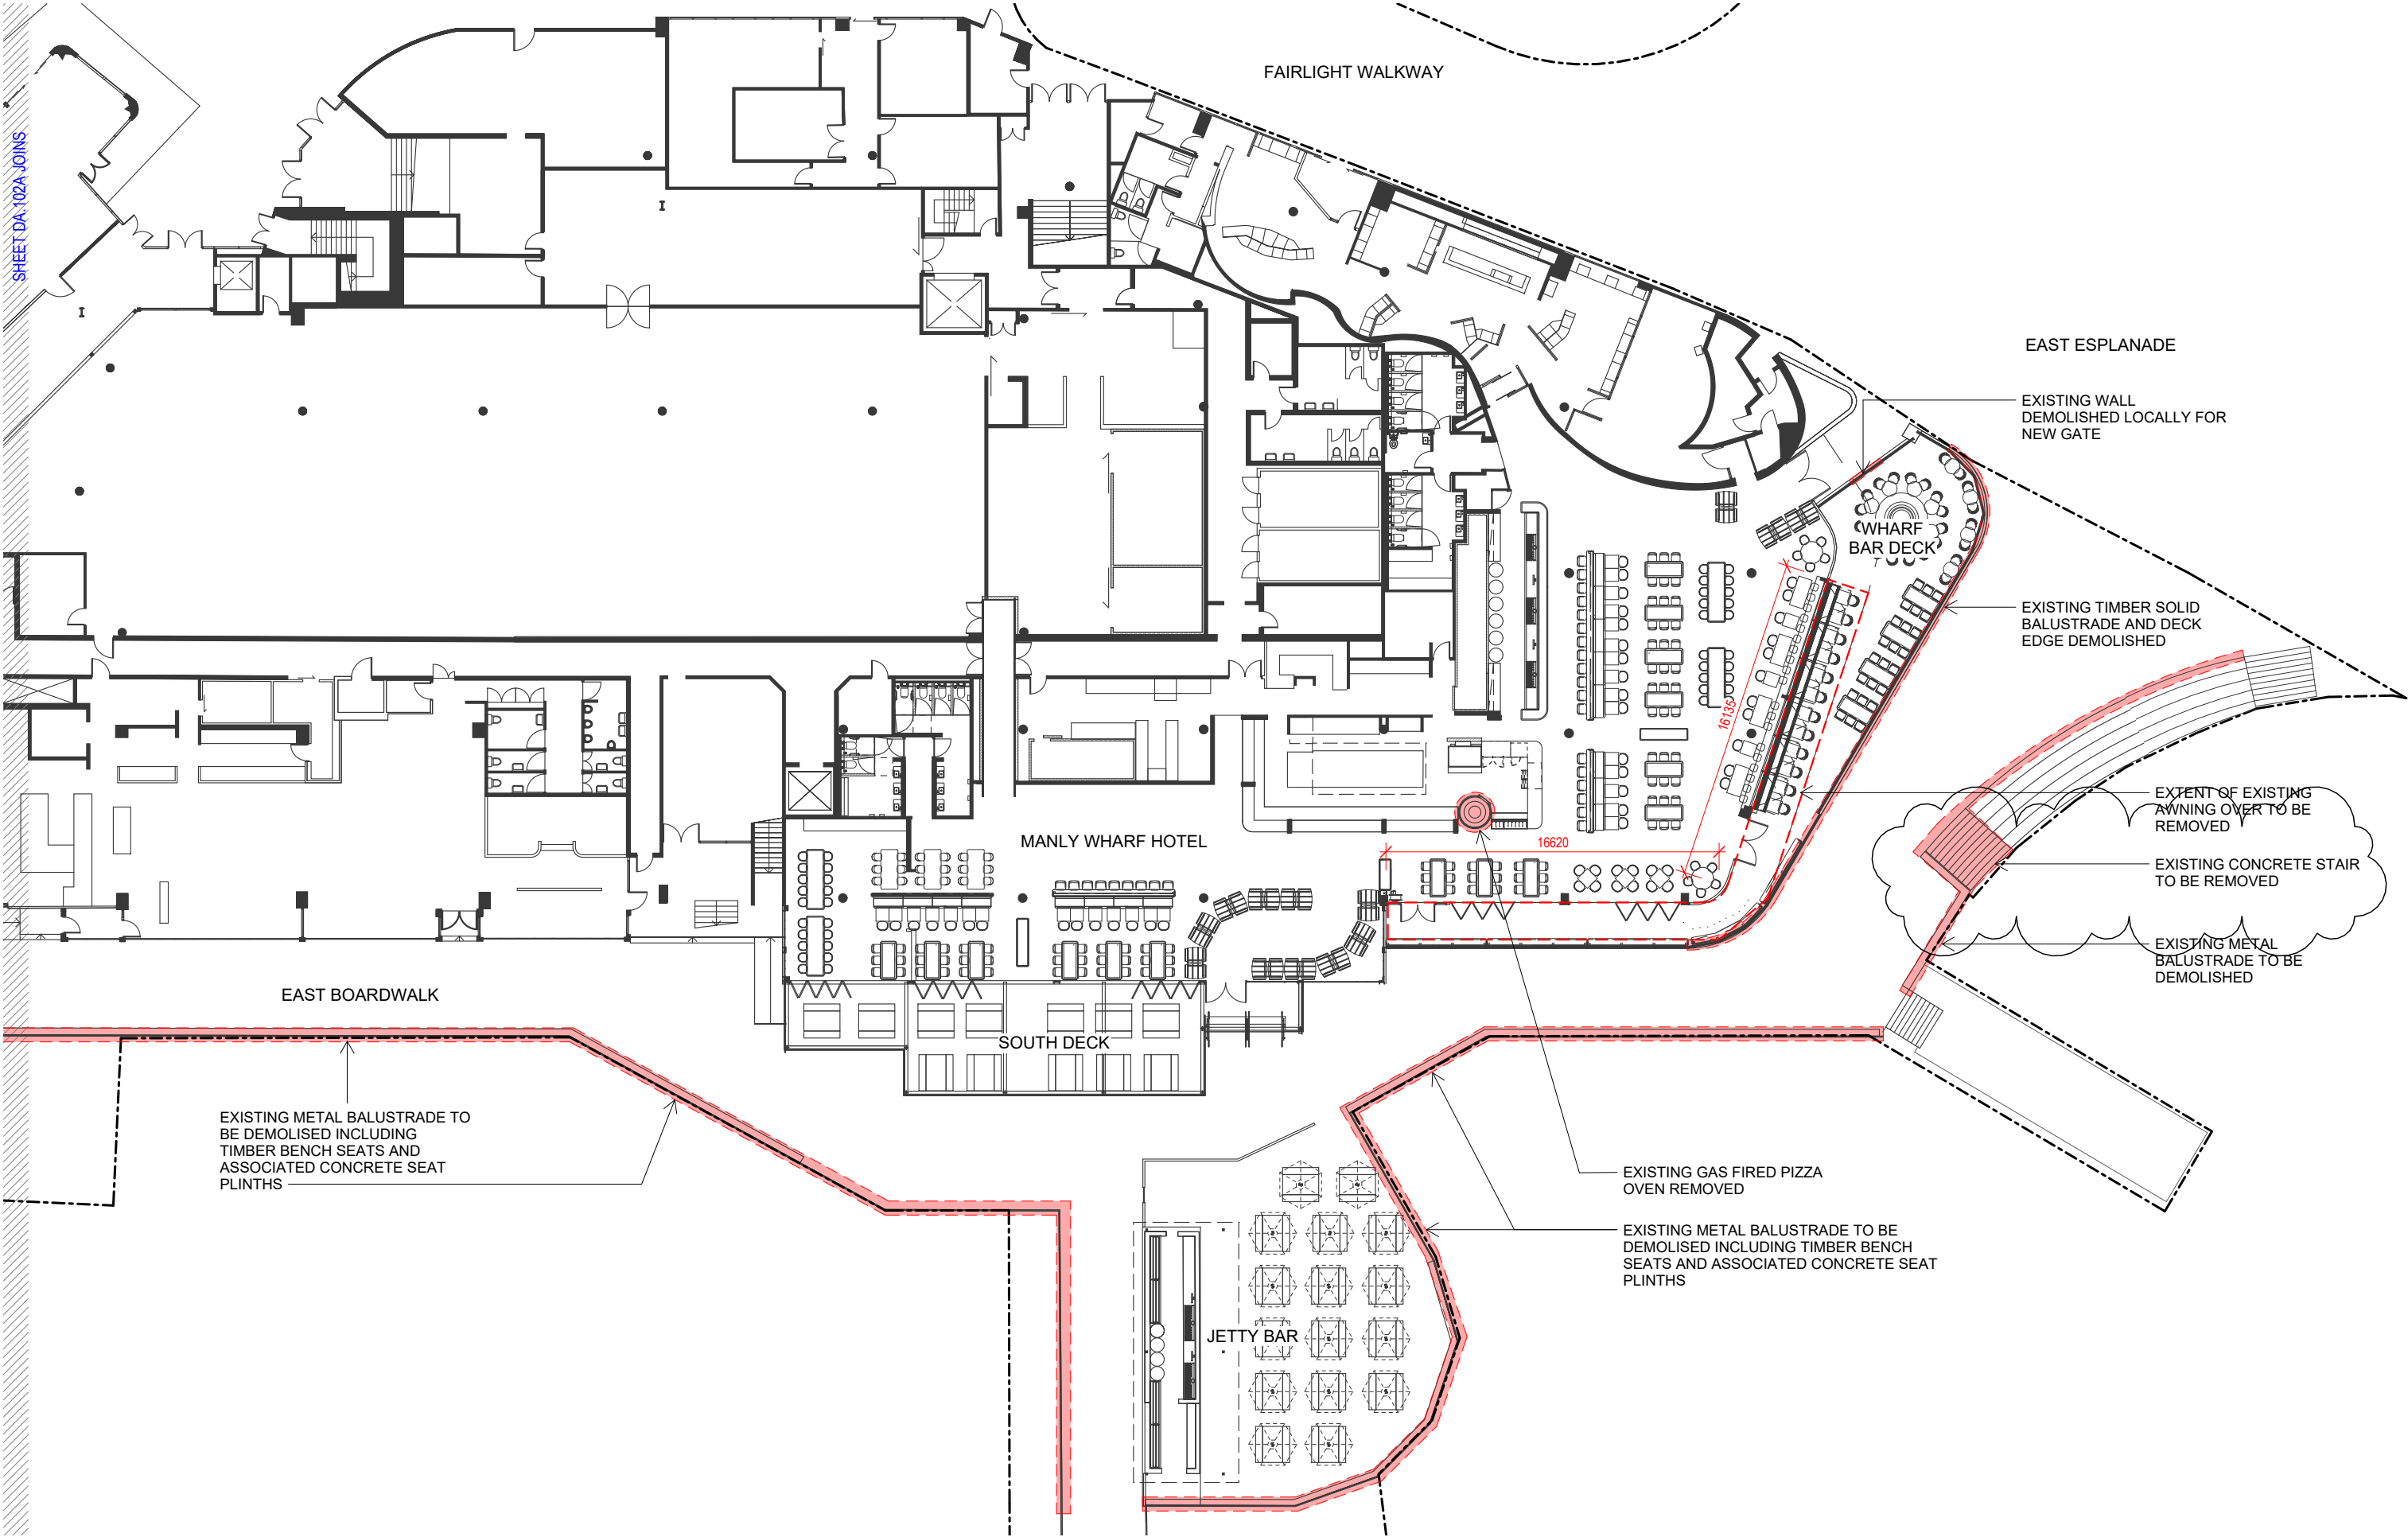 FAIRLIGHT WALKWAY
SHEET DA.102A JOINS
EAST ESPLANADE
EXISTING WALL
DEMOLISHED LOCALLY FOR
NEW GATE
WHARF
BAR DECK
EXISTING TIMBER SOLID
BALUSTRADE AND DECK
EDGE DEMOLISHED
16135
EXTENT OF EXISTING
AWNING OVER TO BE
REMOVED
MANLY WHARF HOTEL
16620
EXISTING CONCRETE STAIR
TO BE REMOVED
EXISTING METAL
BALUSTRADE TO BE
DEMOLISHED
EAST BOARDWALK
SOUTH DECK
EXISTING METAL BALUSTRADE TO
BE DEMOLISED INCLUDING
TIMBER BENCH SEATS AND
ASSOCIATED CONCRETE SEAT
PLINTHS
EXISTING GAS FIRED PIZZA
OVEN REMOVED
EXISTING METAL BALUSTRADE TO BE
DEMOLISED INCLUDING TIMBER BENCH
SEATS AND ASSOCIATED CONCRETE SEAT
PLINTHS
JETTY BAR